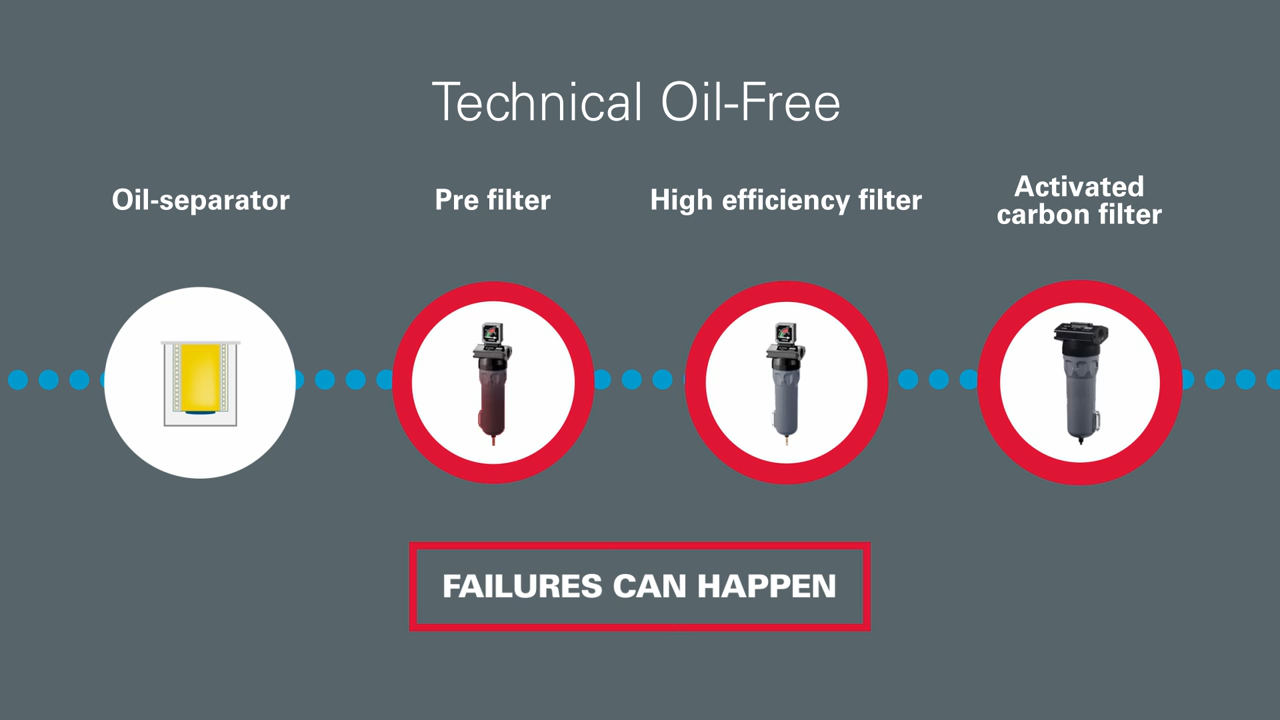 Technical Oil-Free
Oil-separator
Pre filter
High efficiency filter
Activated
carbon filter
FAILURES CAN HAPPEN